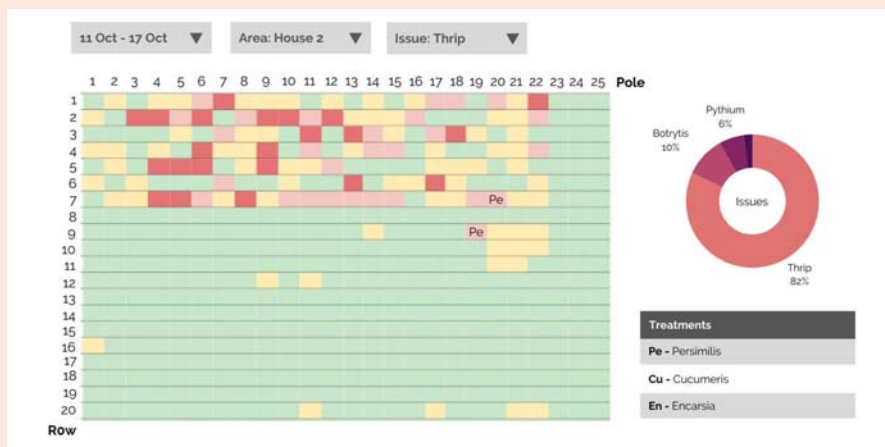 11 Oct - 17 Oct
Area: House 2
Issue: Thrip
1 2 3 4 5 6 7 8 9 10 11 12 13 14 15 16 17 18 19 20 21 22 23 24 25 Pole
1
2
3
4
5
6
7 Pe
8
9 Pe
10
11
12
13
14
15
16
17
18
19
20
Row
Pythium
6%
Botrytis
10%
Issues
Thrip
82%
Treatments
Pe - Persimilis
Cu - Cucumeris
En - Encarsia